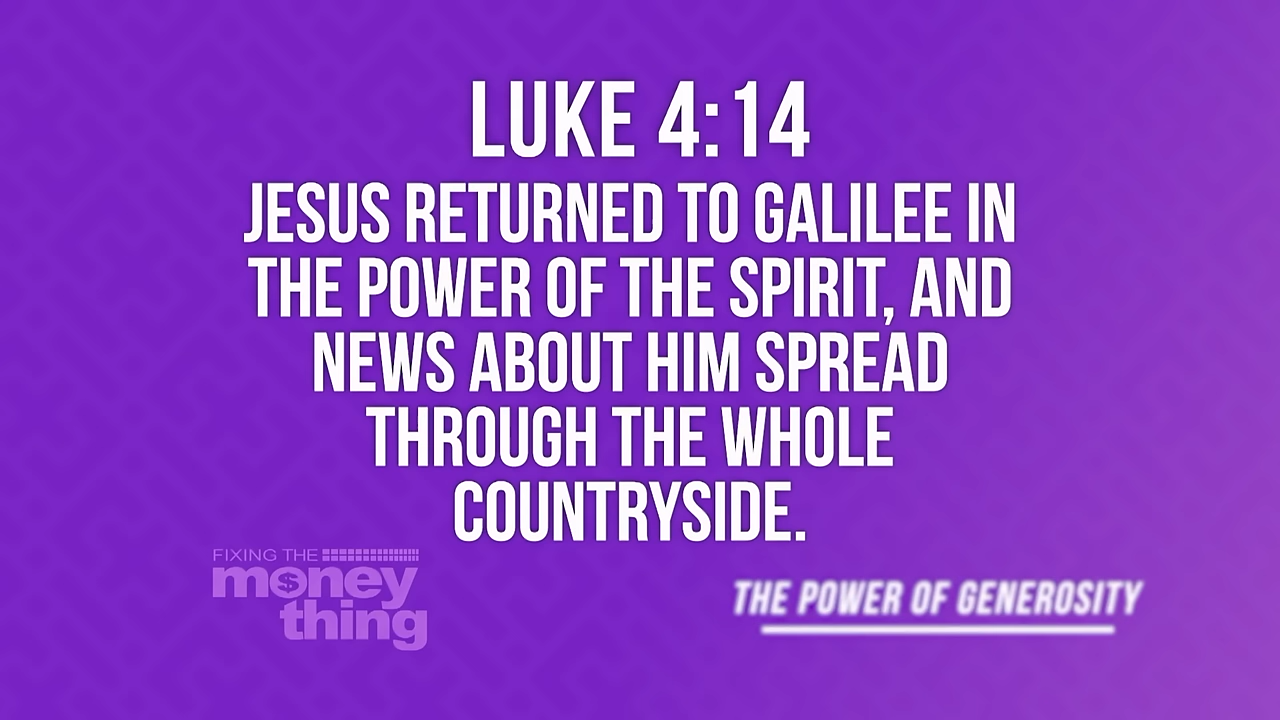 LUKE 4:14
JESUS RETURNED TO GALILEE IN
THE POWER OF THE SPIRIT, AND
NEWS ABOUT HIM SPREAD
THROUGH THE WHOLE
COUNTRYSIDE.
FIXING THE
money
thing
THE POWER OF GENEROSITY